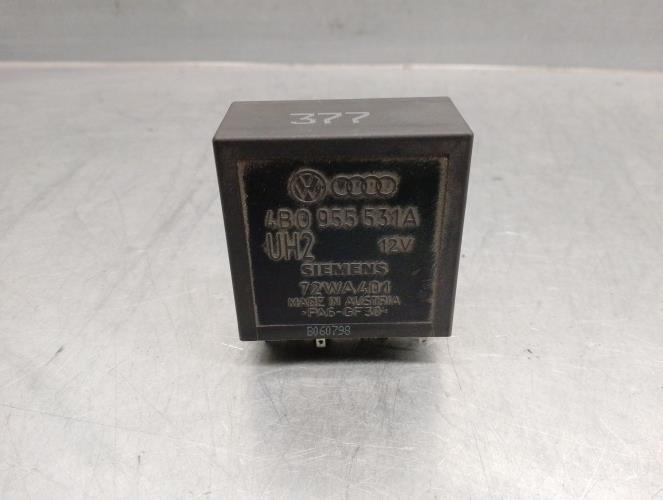 377
4B0 955 531A
UH2 12V
SIEMENS
72WA401
MADE IN AUSTRIA
>PA6-GF30<
B060798